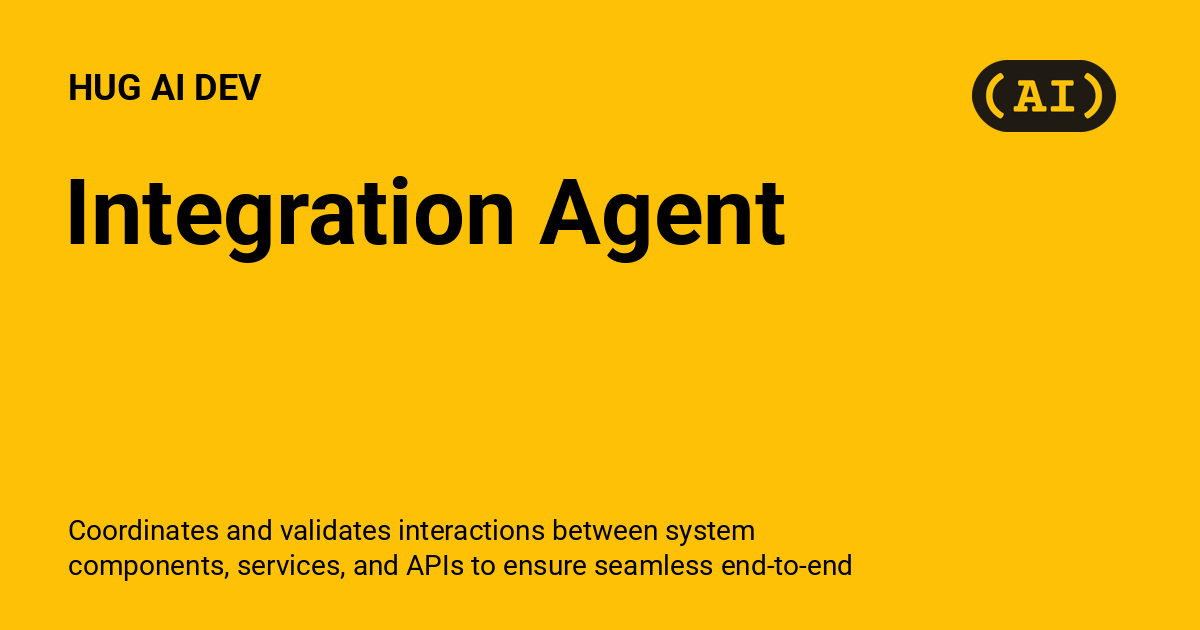 HUG AI DEV
(AI)
Integration Agent
Coordinates and validates interactions between system
components, services, and APIs to ensure seamless end-to-end